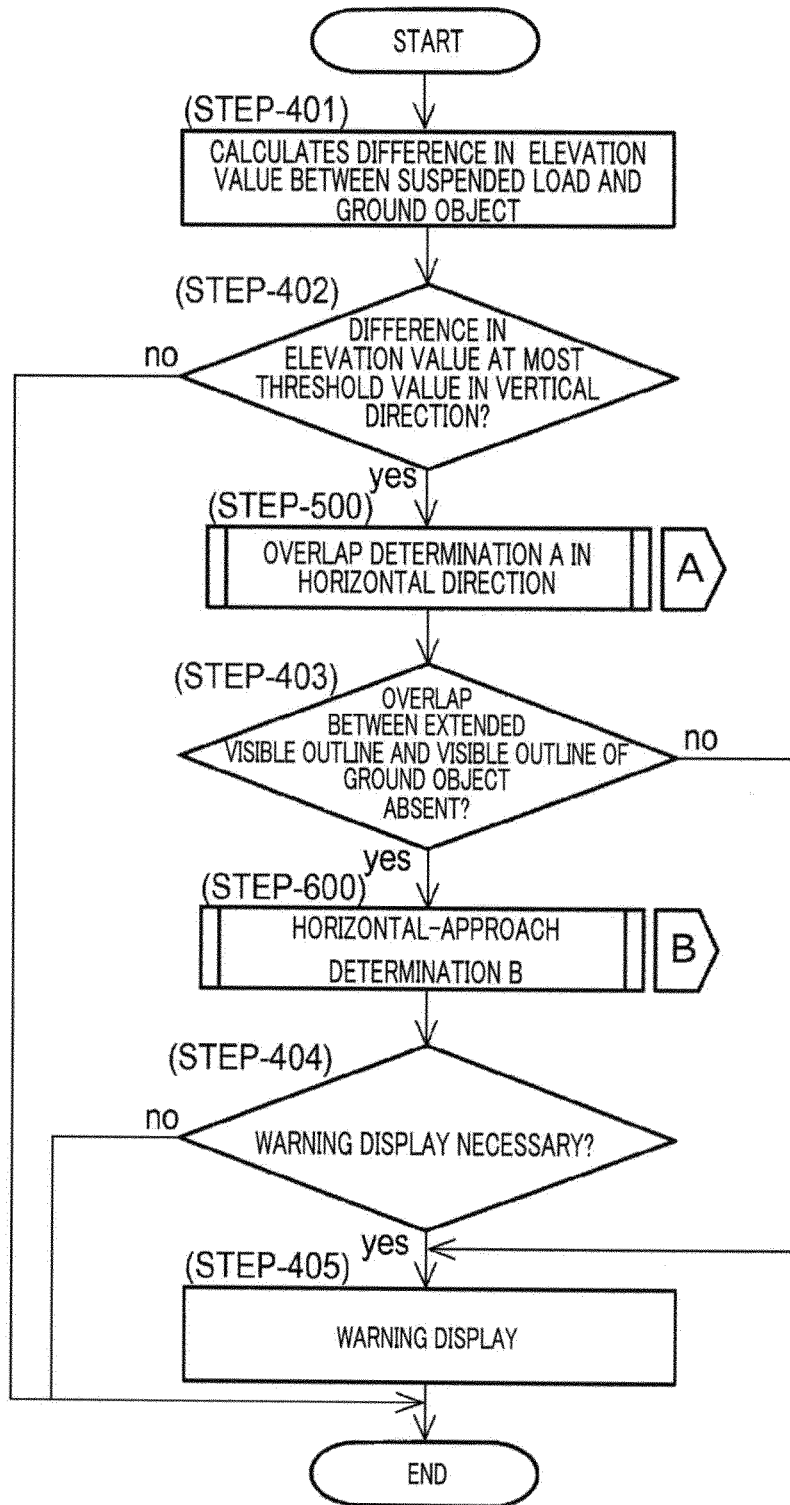 START
(STEP-401)
CALCULATES DIFFERENCE IN ELEVATION
VALUE BETWEEN SUSPENDED LOAD AND
GROUND OBJECT
(STEP-402)
DIFFERENCE IN
ELEVATION VALUE AT MOST
THRESHOLD VALUE IN VERTICAL
DIRECTION?
no
yes
(STEP-500)
OVERLAP DETERMINATION A IN
HORIZONTAL DIRECTION
A
(STEP-403)
OVERLAP
BETWEEN EXTENDED
VISIBLE OUTLINE AND VISIBLE OUTLINE OF
GROUND OBJECT
ABSENT?
no
yes
(STEP-600)
HORIZONTAL-APPROACH
DETERMINATION B
B
(STEP-404)
no
WARNING DISPLAY NECESSARY?
yes
(STEP-405)
WARNING DISPLAY
END